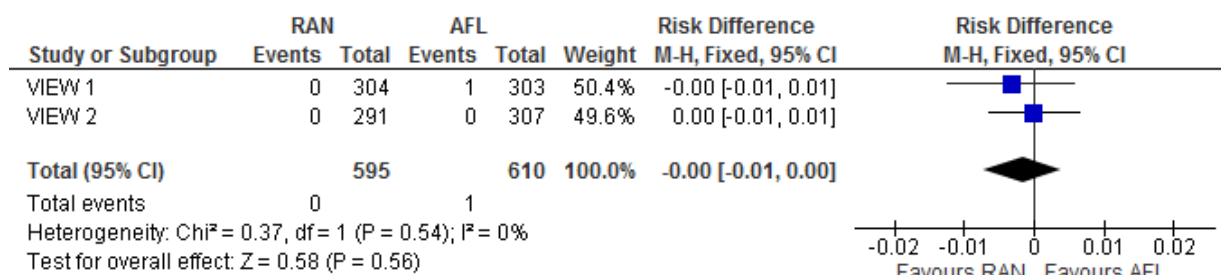 RAN AFL Risk Difference Risk Difference
Study or Subgroup Events Total Events Total Weight M-H, Fixed, 95% CI M-H, Fixed, 95% CI
VIEW 1 0 304 1 303 50.4% -0.00 [-0.01, 0.01]
VIEW 2 0 291 0 307 49.6% 0.00 [-0.01, 0.01]
Total (95% CI) 595 610 100.0% -0.00 [-0.01, 0.00]
Total events 0 1
Heterogeneity: Chi² = 0.37, df = 1 (P = 0.54); I² = 0%
Test for overall effect: Z = 0.58 (P = 0.56)
-0.02 -0.01 0 0.01 0.02
Favours RAN Favours AFL